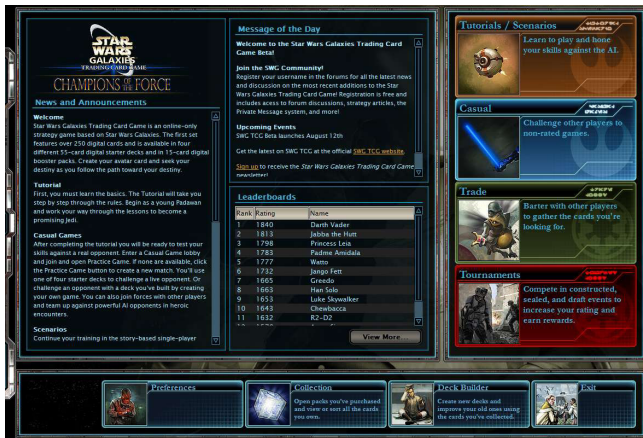 STAR
WARS
GALAXIES
TRADING CARD GAME
CHAMPIONS OF THE FORCE
News and Announcements
Welcome
Star Wars Galaxies Trading Card Game is an online-only
strategy game based on Star Wars Galaxies. The first set
features over 250 digital cards and is available in four
different 55-card digital starter decks and in 15-card digital
booster packs. Create your avatar card and seek your
destiny as you follow the path toward your destiny.
Tutorial
First, you must learn the basics. The Tutorial will take you
step by step through the rules. Begin as a young Padawan
and work your way through the lessons to become a
promising Jedi.
Casual Games
After completing the tutorial you will be ready to test your
skills against a real opponent. Enter a Casual Game lobby
and join and open Practice Game. If none are available, click
the Practice Game button to create a new match. You'll use
one of four starter decks to challenge a live opponent. Or
challenge an opponent with a deck you've built by creating
your own game. You can also join forces with other players
and team up against powerful AI opponents in heroic
encounters.
Scenarios
Continue your training in the story-based single-player
Message of the Day
Welcome to the Star Wars Galaxies Trading Card
Game Beta!
Join the SWG Community!
Register your username in the forums for all the latest news
and discussion on the most recent additions to the Star
Wars Galaxies Trading Card Game! Registration is free and
includes acess to forum discussions, strategy articles, the
Private Message system, and more!
Upcoming Events
SWG TCG Beta launches August 12th
Get the latest on SWG TCG at the official SWG TCG website.
Sign up to receive the Star Wars Galaxies Trading Card Game
newsletter!
Leaderboards
Rank Rating Name
1 1840 Darth Vader
2 1813 Jabba the Hutt
3 1798 Princess Leia
4 1783 Padme Amidala
5 1777 Watto
6 1732 Jango Fett
7 1665 Greedo
8 1663 Han Solo
9 1653 Luke Skywalker
10 1643 Chewbacca
11 1632 R2-D2
View More...
Tutorials / Scenarios
Learn to play and hone
your skills against the AI.
Casual
Challenge other players to
non-rated games.
Trade
Barter with other players
to gather the cards you're
looking for.
Tournaments
Compete in constructed,
sealed, and draft events to
increase your rating and
earn rewards.
Preferences
Collection
Open packs you've purchased
and view or sort all the cards
you own.
Deck Builder
Create new decks and
improve your old ones using
the cards you've collected.
Exit